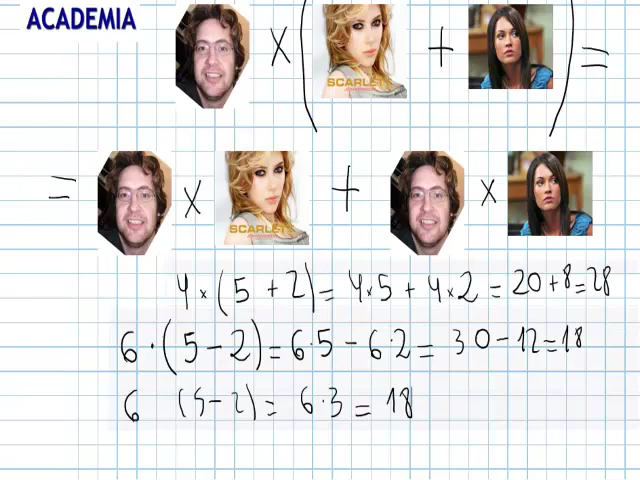 ACADEMIA
× ( SCARLETT + ) =
= × SCARLETT + ×
4 × (5 + 2) = 4 × 5 + 4 × 2 = 20 + 8 = 28
6 · (5 − 2) = 6 · 5 − 6 · 2 = 30 − 12 = 18
6 (5 − 2) = 6 · 3 = 18